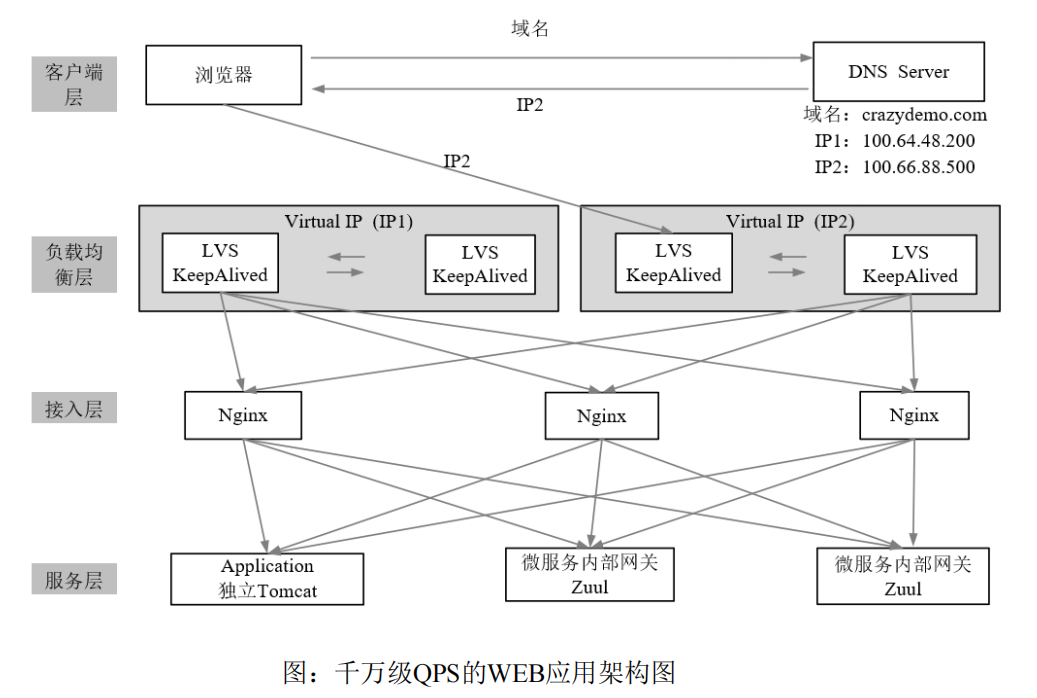 域名
客户端
层
浏览器
DNS Server
IP2
域名：crazydemo.com
IP1：100.64.48.200
IP2：100.66.88.500
IP2
负载均
衡层
Virtual IP（IP1）
LVS
KeepAlived
LVS
KeepAlived
Virtual IP（IP2）
LVS
KeepAlived
LVS
KeepAlived
接入层
Nginx
Nginx
Nginx
服务层
Application
独立Tomcat
微服务内部网关
Zuul
微服务内部网关
Zuul
图：千万级QPS的WEB应用架构图